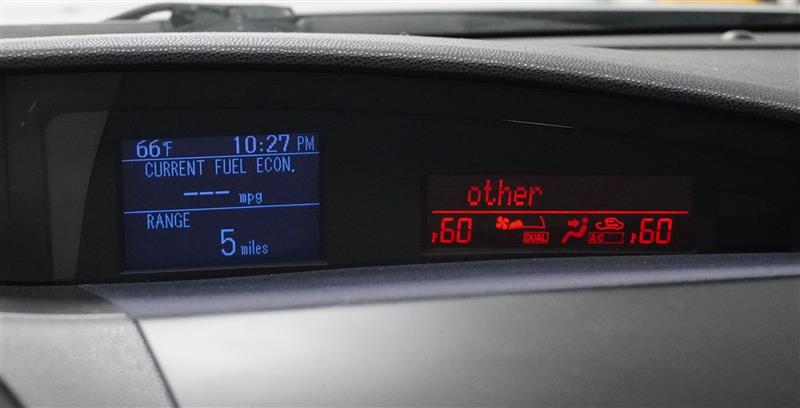 66°F 10:27 PM
CURRENT FUEL ECON.
--- mpg
RANGE
5 miles
other
60 DUAL A/C 60